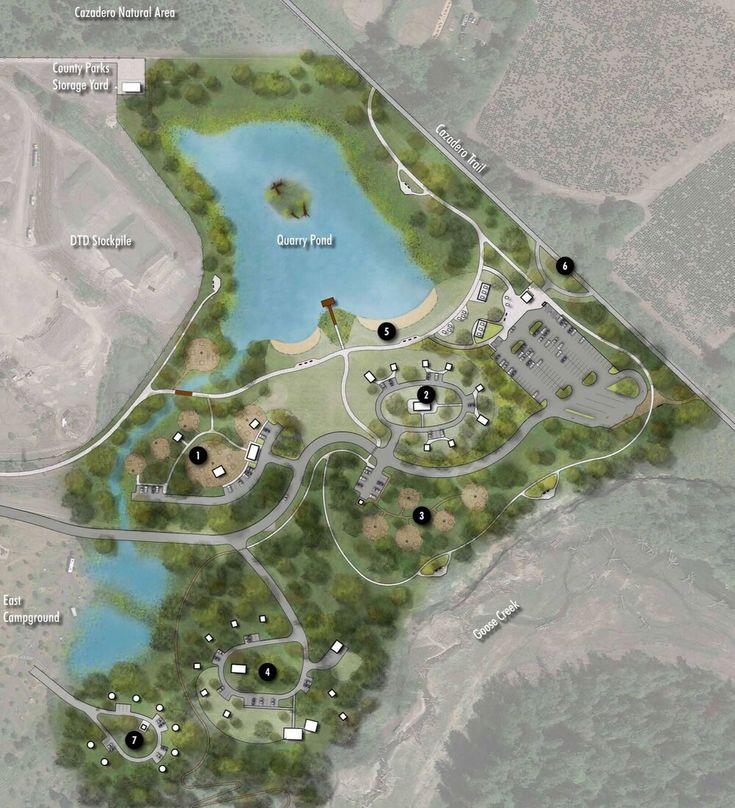 Cazadero Natural Area
County Parks
Storage Yard
Cazadero Trail
DTD Stockpile
Quarry Pond
6
5
2
1
3
East
Campground
Goose Creek
4
7